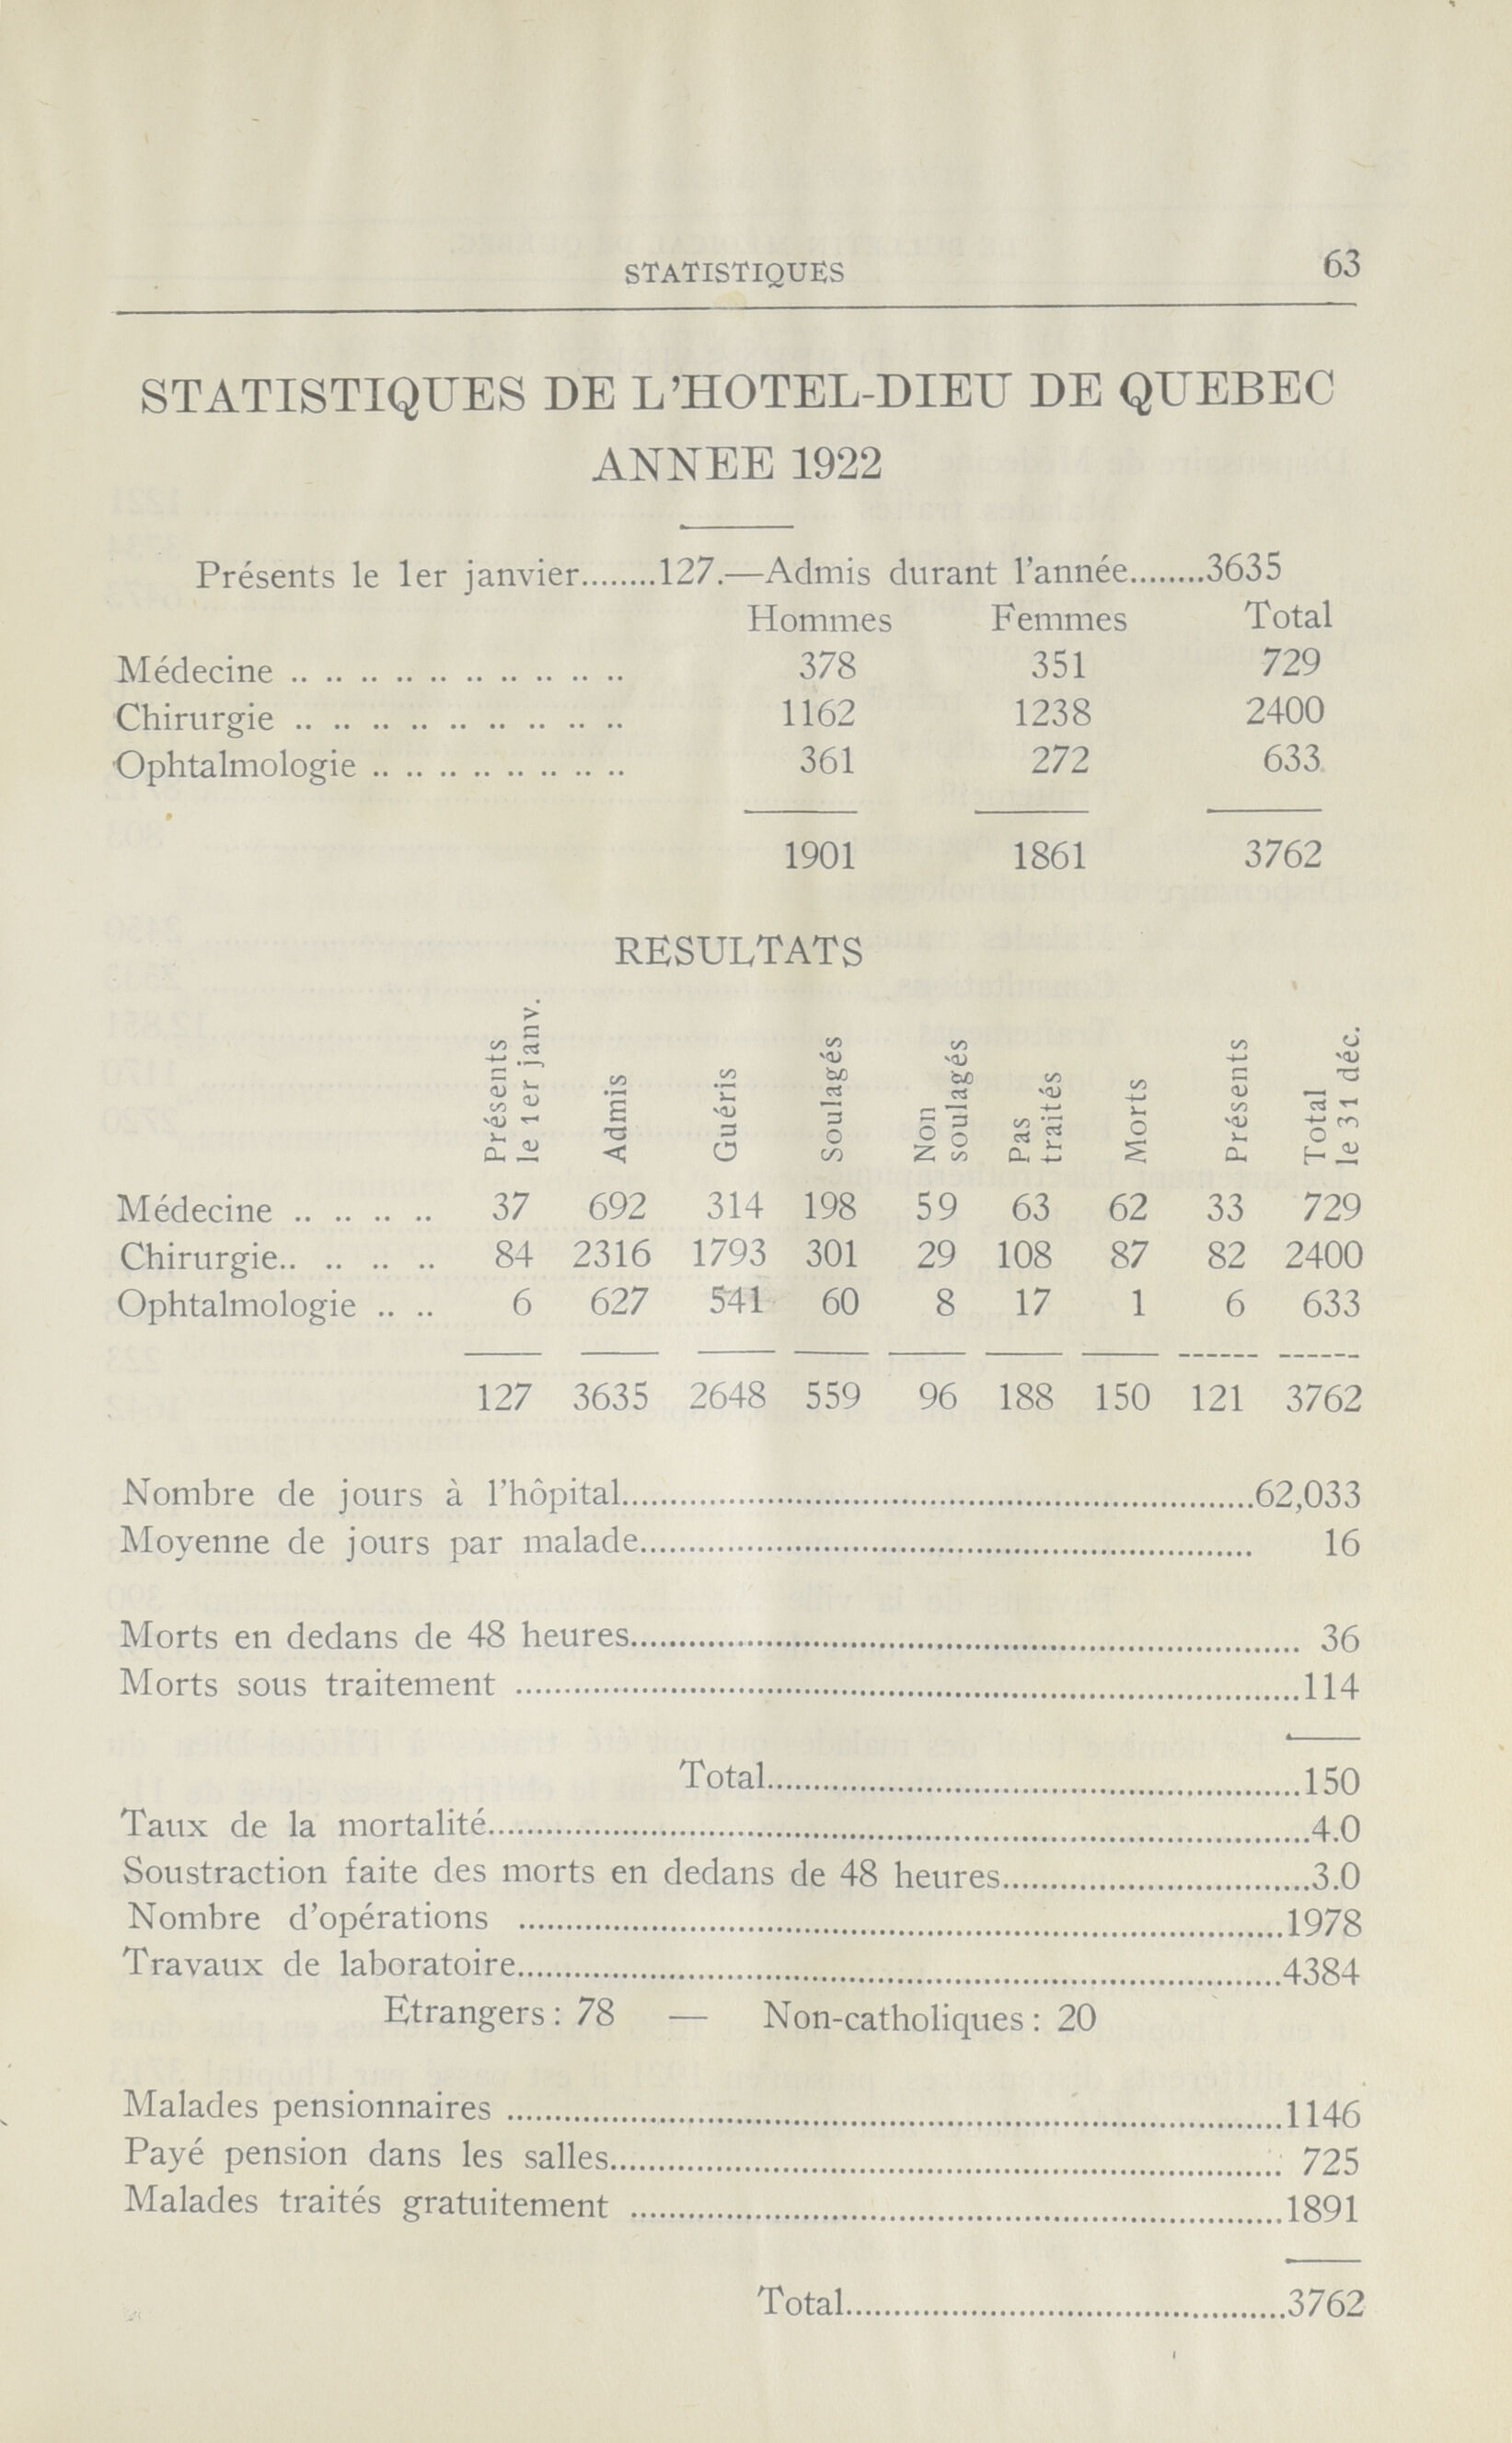 STATISTIQUES 63
STATISTIQUES DE L'HOTEL-DIEU DE QUEBEC
ANNEE 1922
Présents le 1er janvier........127.—Admis durant l'année........3635
Hommes Femmes Total
Médecine .. .. .. .. .. .. .. .. .. .. 378 351 729
Chirurgie .. .. .. .. .. .. .. .. .. 1162 1238 2400
Ophtalmologie .. .. .. .. .. .. .. .. 361 272 633
1901 1861 3762
RESULTATS
Présents le 1er janv. Admis Guéris Soulagés Non soulagés Pas traités Morts Présents Total le 31 déc.
Médecine .. .. .. .. 37 692 314 198 59 63 62 33 729
Chirurgie.. .. .. .. 84 2316 1793 301 29 108 87 82 2400
Ophtalmologie .. .. 6 627 541 60 8 17 1 6 633
127 3635 2648 559 96 188 150 121 3762
Nombre de jours à l'hôpital........62,033
Moyenne de jours par malade........ 16
Morts en dedans de 48 heures........ 36
Morts sous traitement ........114
Total........150
Taux de la mortalité........4.0
Soustraction faite des morts en dedans de 48 heures........3.0
Nombre d'opérations ........1978
Travaux de laboratoire........4384
Etrangers : 78 — Non-catholiques : 20
Malades pensionnaires ........1146
Payé pension dans les salles........ 725
Malades traités gratuitement ........1891
Total........3762